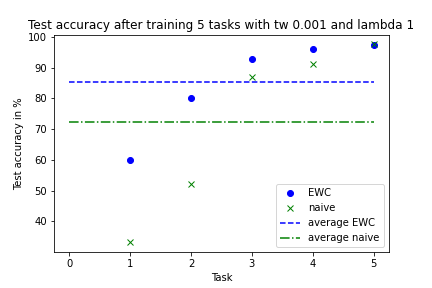 Test accuracy after training 5 tasks with tw 0.001 and lambda 1
100
90
80
70
60
50
40
Test accuracy in %
0 1 2 3 4 5
Task
EWC
naive
average EWC
average naive